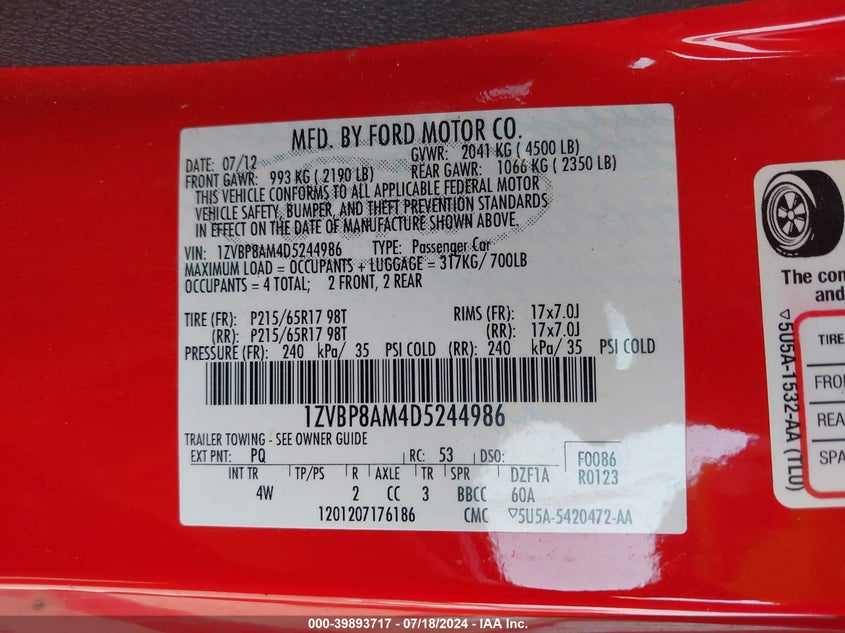 MFD. BY FORD MOTOR CO.
DATE: 07/12 GVWR: 2041 KG ( 4500 LB)
FRONT GAWR: 993 KG ( 2190 LB) REAR GAWR: 1066 KG ( 2350 LB)
THIS VEHICLE CONFORMS TO ALL APPLICABLE FEDERAL MOTOR
VEHICLE SAFETY, BUMPER, AND THEFT PREVENTION STANDARDS
IN EFFECT ON THE DATE OF MANUFACTURE SHOWN ABOVE.
VIN: 1ZVBP8AM4D5244986 TYPE: Passenger Car
MAXIMUM LOAD = OCCUPANTS + LUGGAGE = 317KG/ 700LB
OCCUPANTS = 4 TOTAL; 2 FRONT, 2 REAR
TIRE (FR): P215/65R17 98T RIMS (FR): 17x7.0J
(RR): P215/65R17 98T (RR): 17x7.0J
PRESSURE (FR): 240 kPa/ 35 PSI COLD (RR): 240 kPa/ 35 PSI COLD
1ZVBP8AM4D5244986
TRAILER TOWING - SEE OWNER GUIDE
EXT PNT: PQ RC: 53 DSO: F0086
R0123
INT TR TP/PS R AXLE TR SPR DZF1A
4W 2 CC 3 BBCC 60A
1201207176186 CMC ▽5U5A-5420472-AA
The con
and
▽5U5A-1532-AA (TLU)
TIRE
FRO
REA
SPA
000-39893717 / 07/18/2024 - IAA Inc.